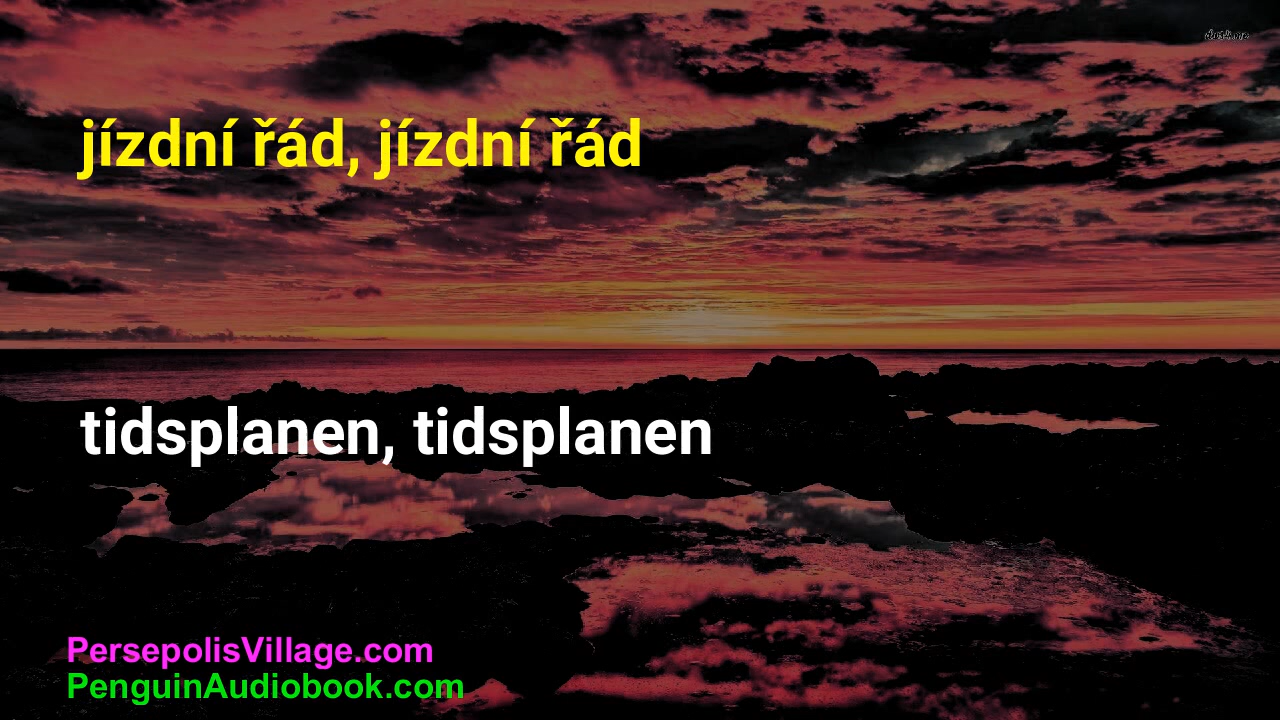 jízdní řád, jízdní řád
tidsplanen, tidsplanen
PersepolisVillage.com
PenguinAudiobook.com